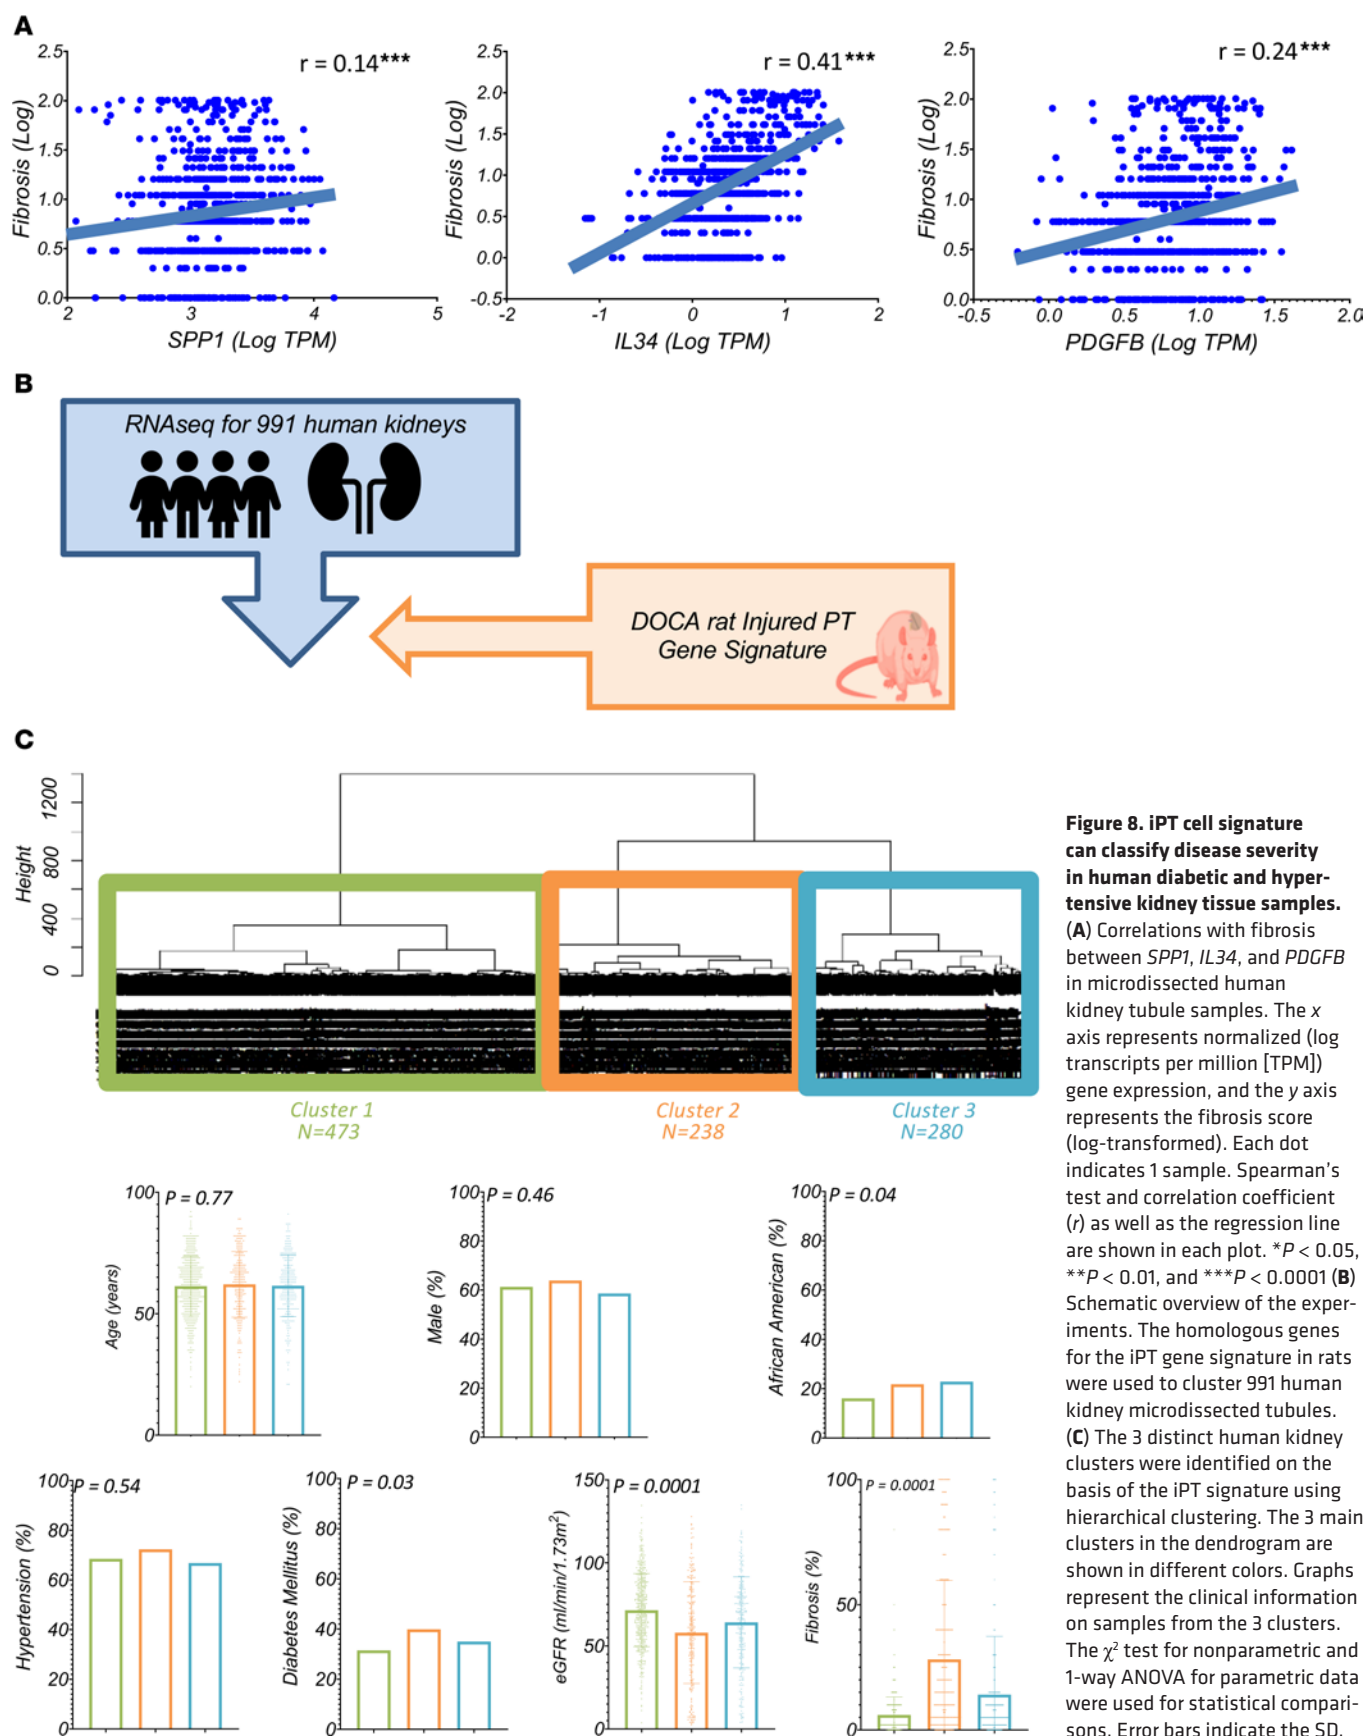 A
r = 0.14***
2.5
2.0
1.5
1.0
0.5
0.0
2
3
4
5
Fibrosis (Log)
SPP1 (Log TPM)
r = 0.41***
2.5
2.0
1.5
1.0
0.5
0.0
-0.5
-2
-1
0
1
2
Fibrosis (Log)
IL34 (Log TPM)
r = 0.24***
2.5
2.0
1.5
1.0
0.5
0.0
-0.5
0.0
0.5
1.0
1.5
2.0
Fibrosis (Log)
PDGFB (Log TPM)
B
RNAseq for 991 human kidneys
DOCA rat Injured PT
Gene Signature
C
Height
1200
800
400
0
Cluster 1
N=473
Cluster 2
N=238
Cluster 3
N=280
100
50
0
Age (years)
P = 0.77
100
80
60
40
20
0
Male (%)
P = 0.46
100
80
60
40
20
0
African American (%)
P = 0.04
100
80
60
40
20
0
Hypertension (%)
P = 0.54
100
80
60
40
20
0
Diabetes Mellitus (%)
P = 0.03
150
100
50
0
eGFR (ml/min/1.73m²)
P = 0.0001
100
50
0
Fibrosis (%)
P = 0.0001
Figure 8. iPT cell signature
can classify disease severity
in human diabetic and hyper-
tensive kidney tissue samples.
(A) Correlations with fibrosis
between SPP1, IL34, and PDGFB
in microdissected human
kidney tubule samples. The x
axis represents normalized (log
transcripts per million [TPM])
gene expression, and the y axis
represents the fibrosis score
(log-transformed). Each dot
indicates 1 sample. Spearman's
test and correlation coefficient
(r) as well as the regression line
are shown in each plot. *P < 0.05,
**P < 0.01, and ***P < 0.0001 (B)
Schematic overview of the exper-
iments. The homologous genes
for the iPT gene signature in rats
were used to cluster 991 human
kidney microdissected tubules.
(C) The 3 distinct human kidney
clusters were identified on the
basis of the iPT signature using
hierarchical clustering. The 3 main
clusters in the dendrogram are
shown in different colors. Graphs
represent the clinical information
on samples from the 3 clusters.
The χ² test for nonparametric and
1-way ANOVA for parametric data
were used for statistical compari-
sons. Error bars indicate the SD.